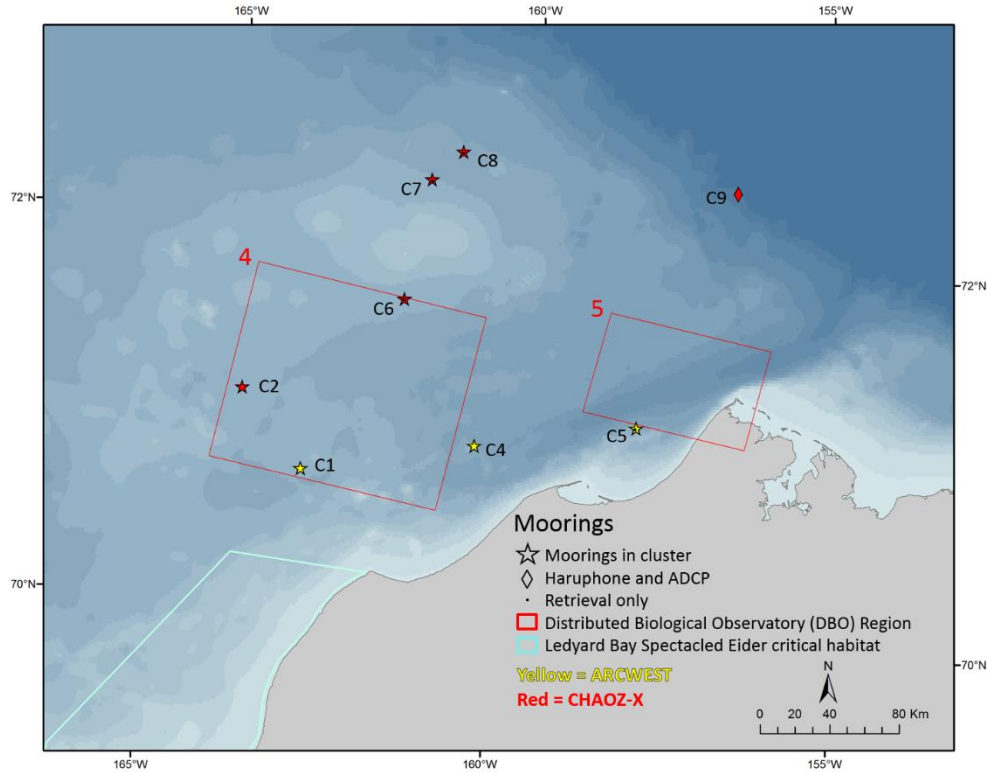 165°W 160°W 155°W
C8
C7
72°N
C9
4
C6
72°N
5
C2
C5
C4
C1
Moorings
Moorings in cluster
Haruphone and ADCP
Retrieval only
70°N
Distributed Biological Observatory (DBO) Region
Ledyard Bay Spectacled Eider critical habitat
Yellow = ARCWEST
70°N
Red = CHAOZ-X
N
0 20 40 80 Km
165°W 160°W 155°W